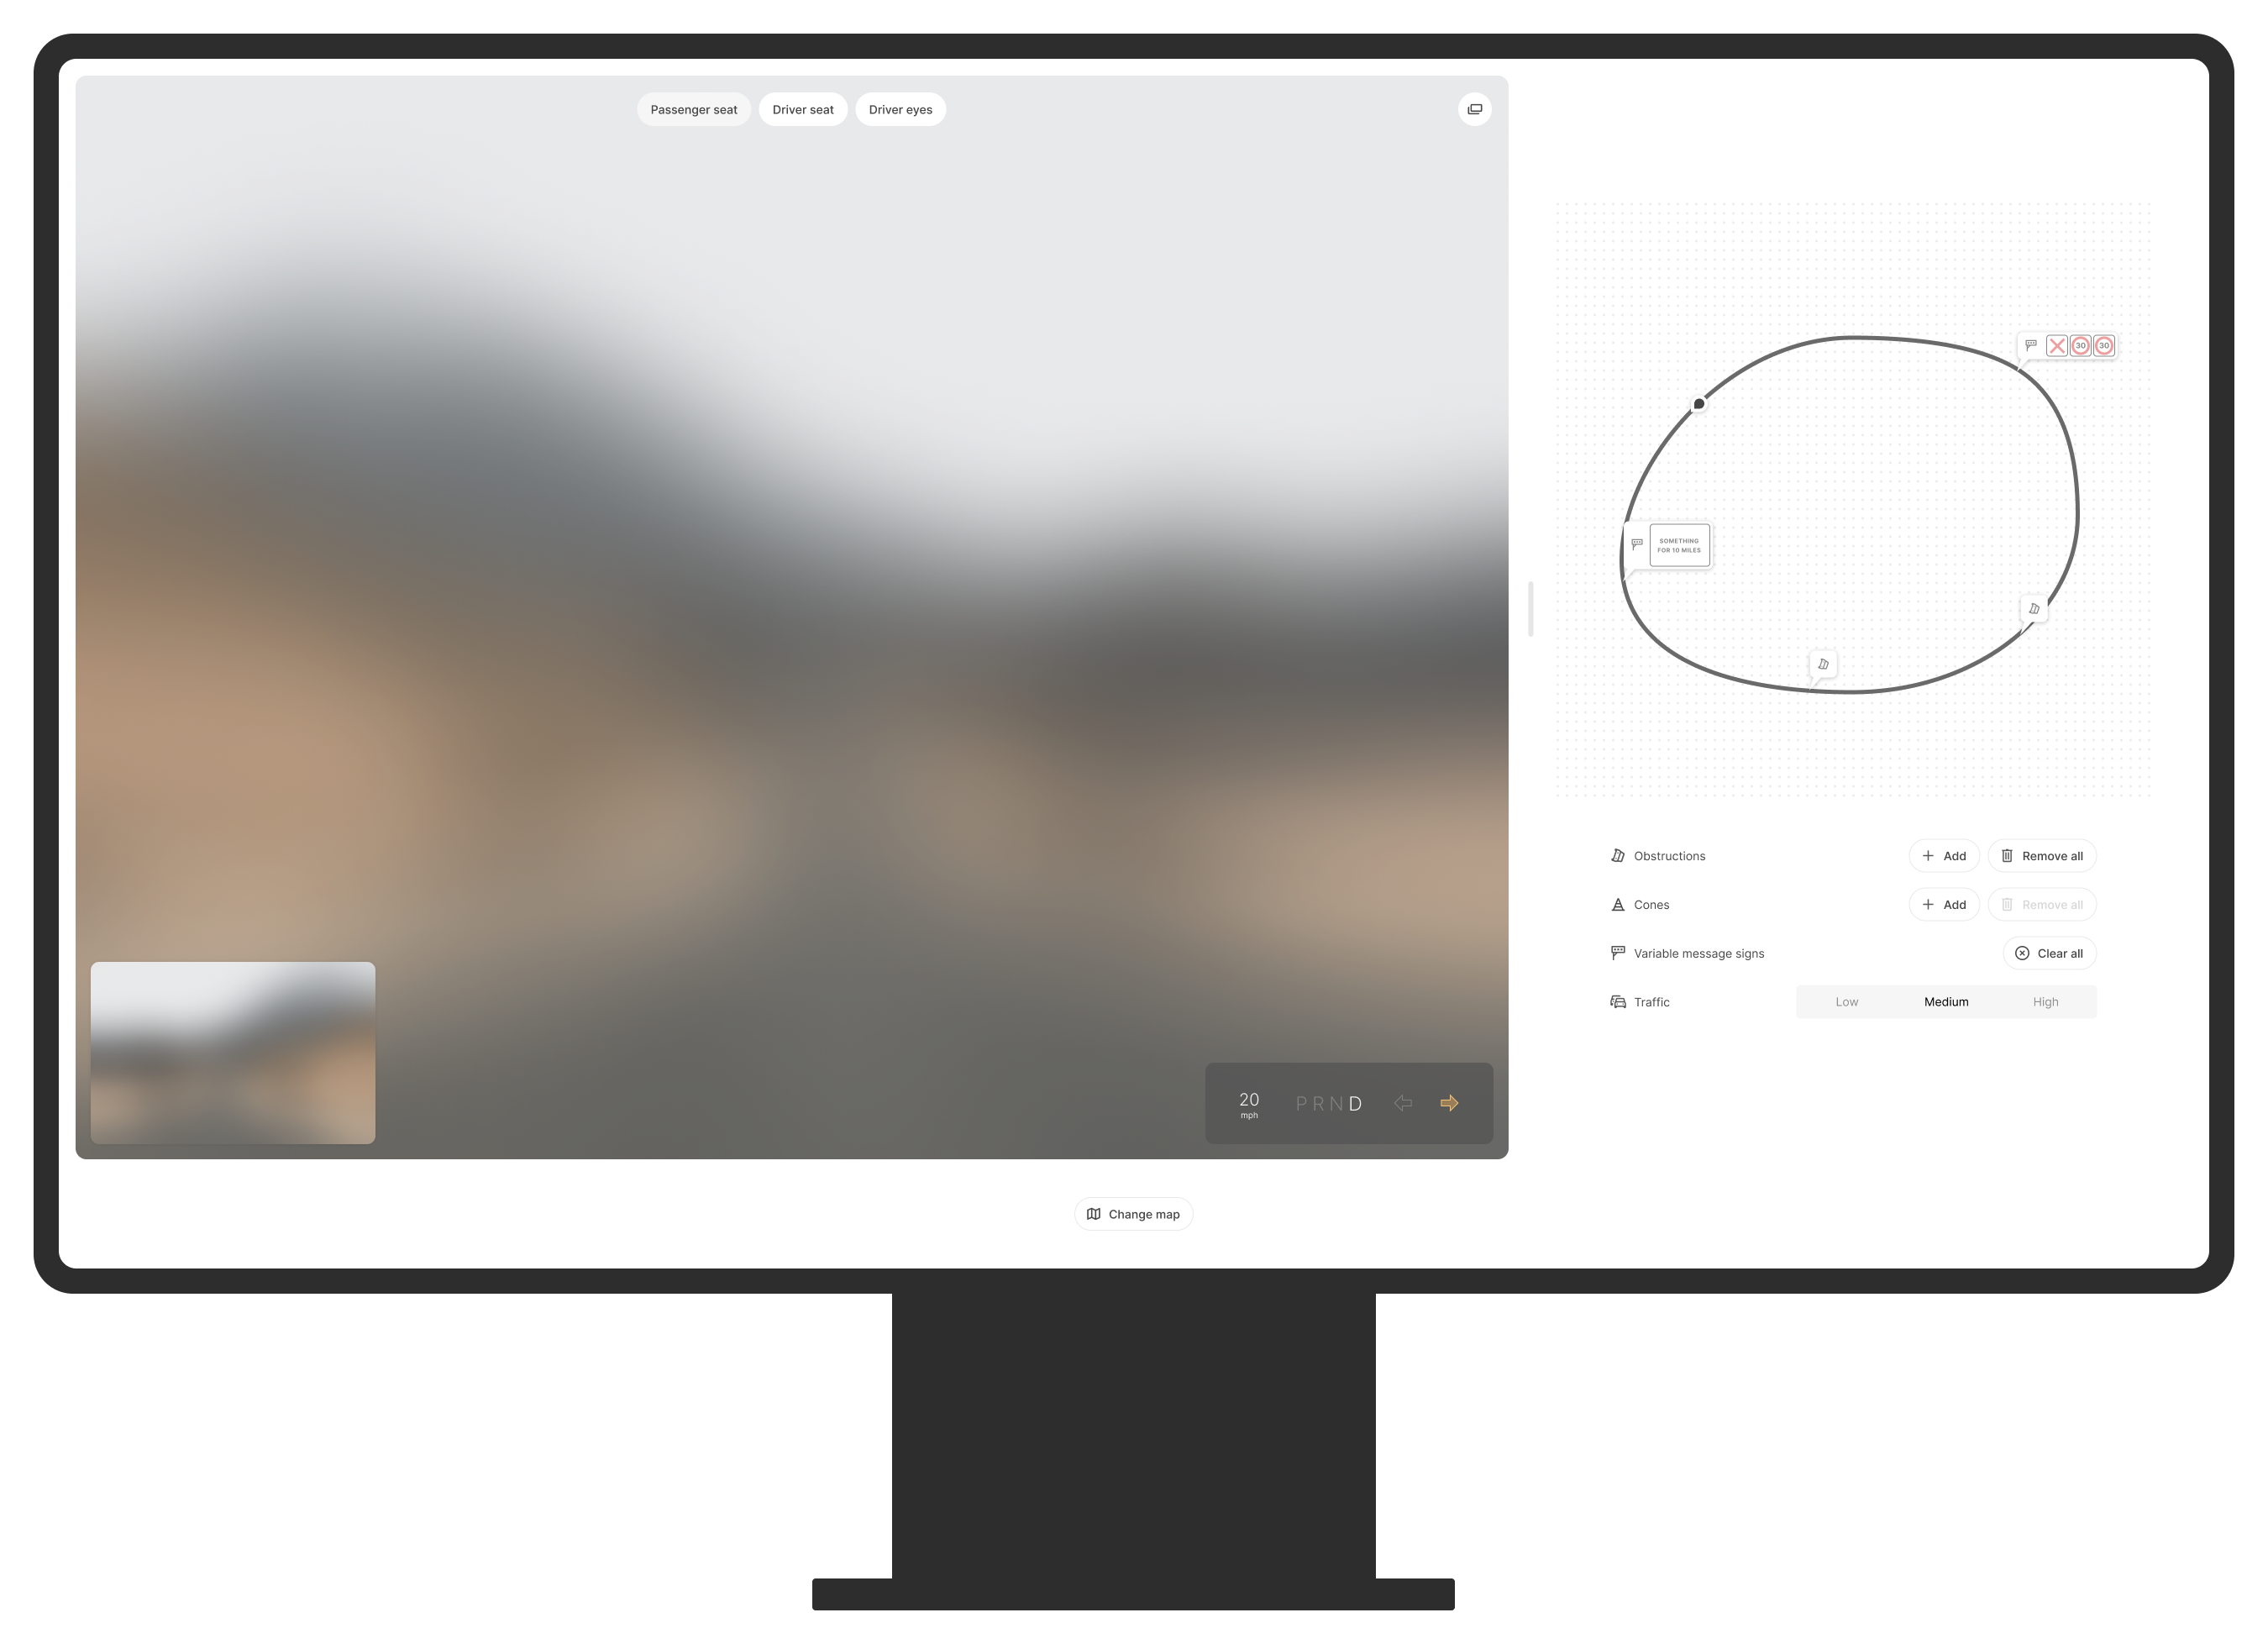 Passenger seat
Driver seat
Driver eyes
30
30
SOMETHING
FOR 10 MILES
Obstructions
Add
Remove all
Cones
Add
Remove all
Variable message signs
Clear all
Traffic
Low
Medium
High
20
mph
P R N D
Change map